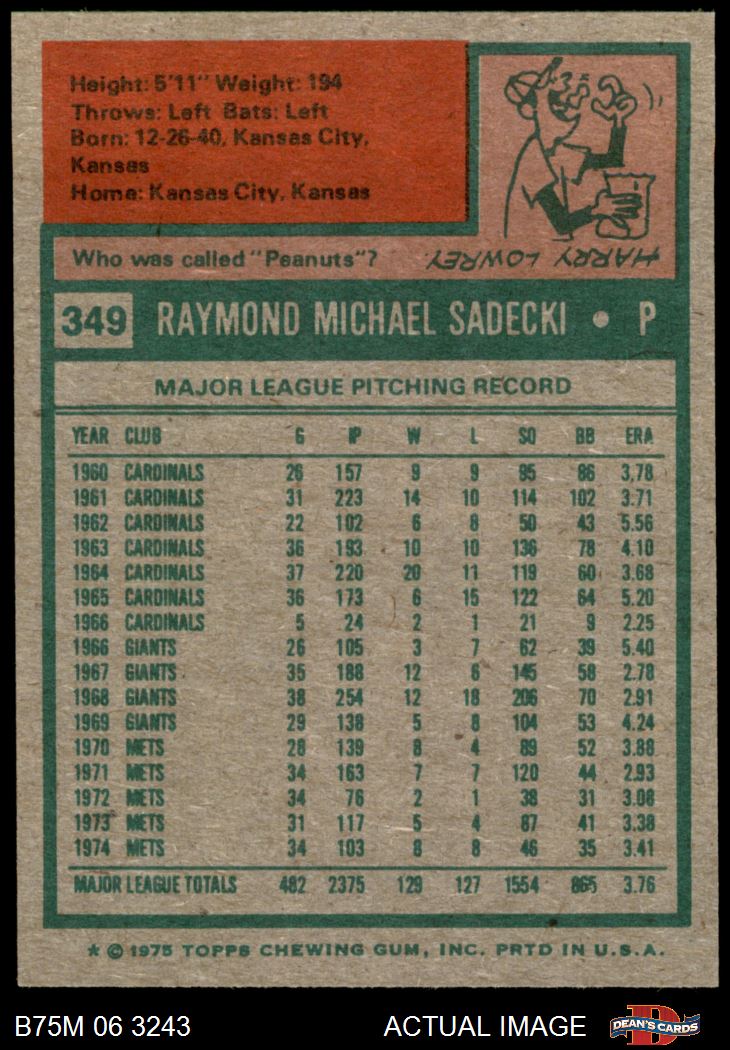 Height: 5'11" Weight: 194
Throws: Left Bats: Left
Born: 12-26-40, Kansas City,
Kansas
Home: Kansas City, Kansas
Who was called "Peanuts"?
HARRY LOWREY.
349 RAYMOND MICHAEL SADECKI • P
MAJOR LEAGUE PITCHING RECORD
YEAR CLUB G IP W L SO BB ERA
1960 CARDINALS 26 157 9 9 95 86 3.78
1961 CARDINALS 31 223 14 10 114 102 3.71
1962 CARDINALS 22 102 6 8 50 43 5.56
1963 CARDINALS 36 193 10 10 136 78 4.10
1964 CARDINALS 37 220 20 11 119 60 3.68
1965 CARDINALS 36 173 6 15 122 64 5.20
1966 CARDINALS 5 24 2 1 21 9 2.25
1966 GIANTS 26 105 3 7 62 39 5.40
1967 GIANTS 35 188 12 6 145 58 2.78
1968 GIANTS 38 254 12 18 206 70 2.91
1969 GIANTS 29 138 5 8 104 53 4.24
1970 METS 28 139 8 4 89 52 3.88
1971 METS 34 163 7 7 120 44 2.93
1972 METS 34 76 2 1 38 31 3.08
1973 METS 31 117 5 4 87 41 3.38
1974 METS 34 103 8 8 46 35 3.41
MAJOR LEAGUE TOTALS 482 2375 129 127 1554 865 3.76
* © 1975 TOPPS CHEWING GUM, INC. PRTD IN U.S.A.
B75M 06 3243 ACTUAL IMAGE DEAN'S CARDS